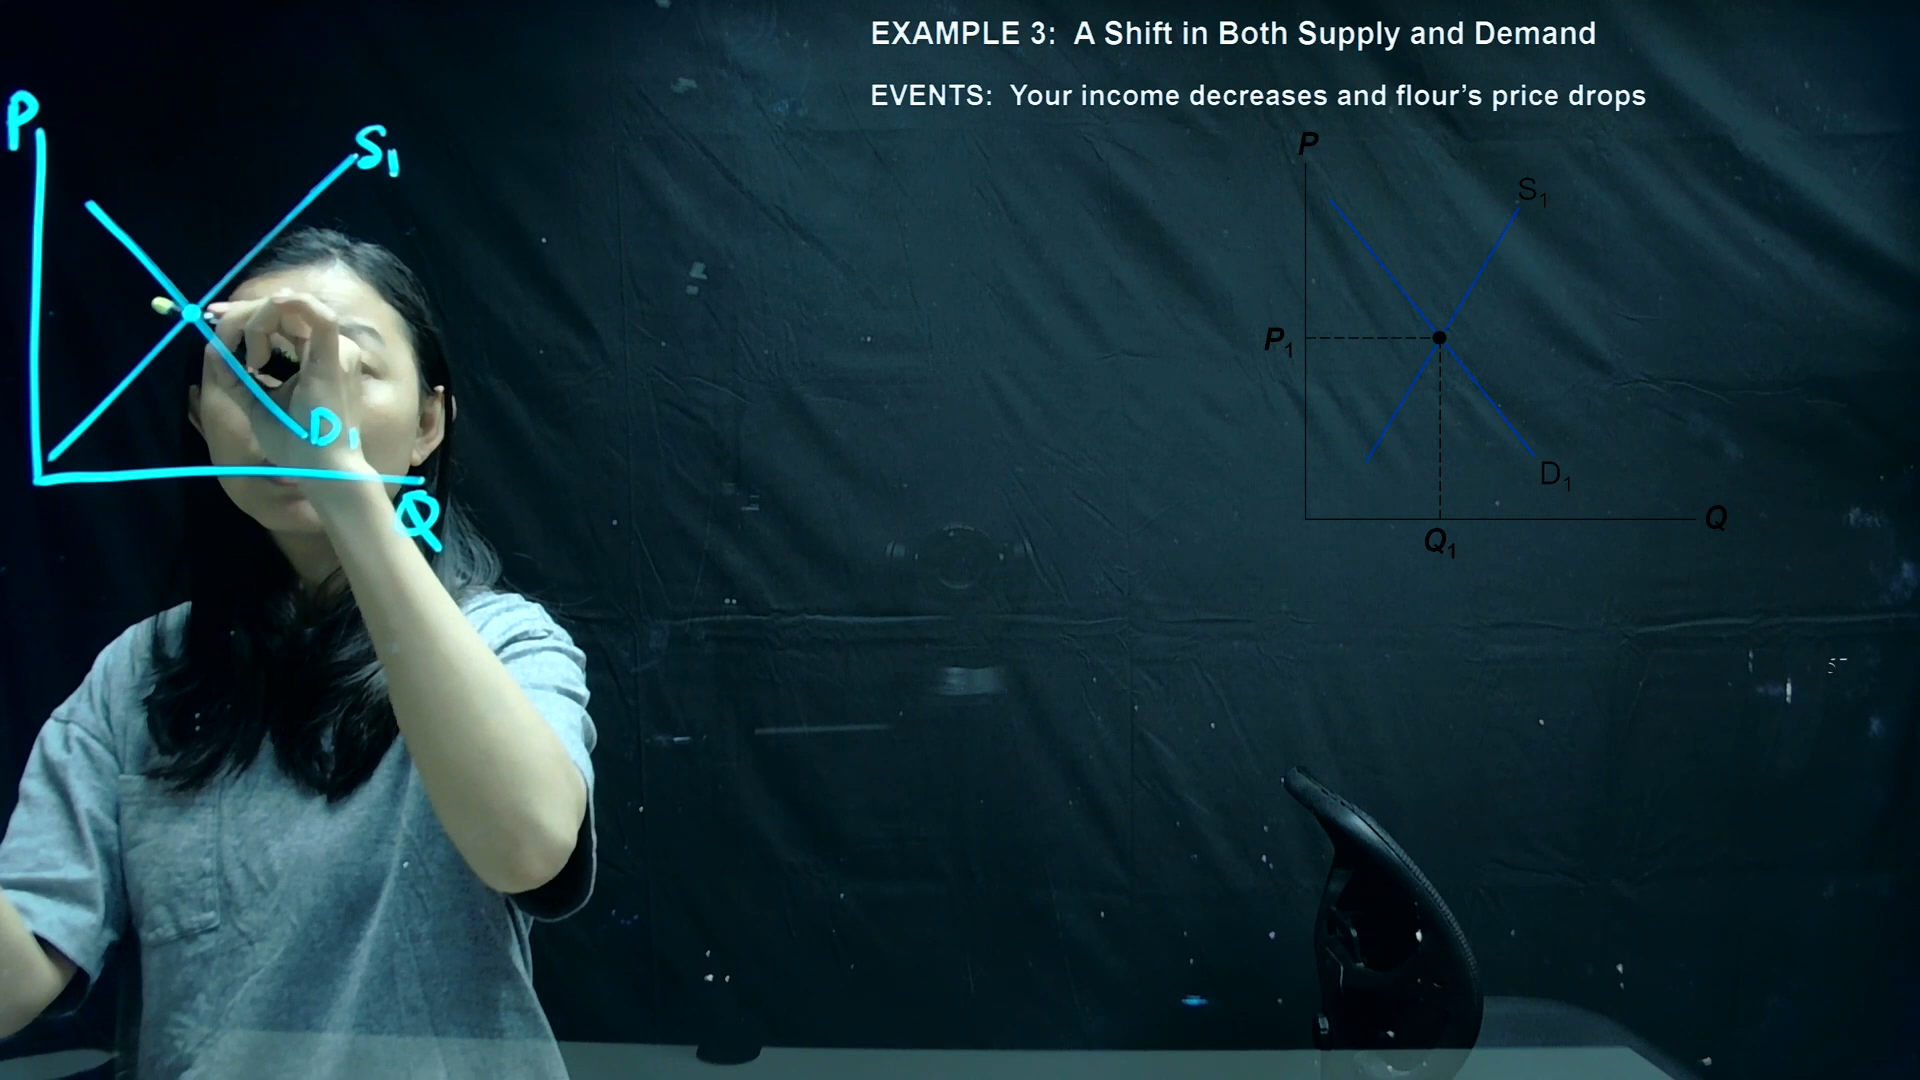 EXAMPLE 3: A Shift in Both Supply and Demand
EVENTS: Your income decreases and flour’s price drops
P
S1
D1
Q
P
S1
P1
D1
Q
Q1